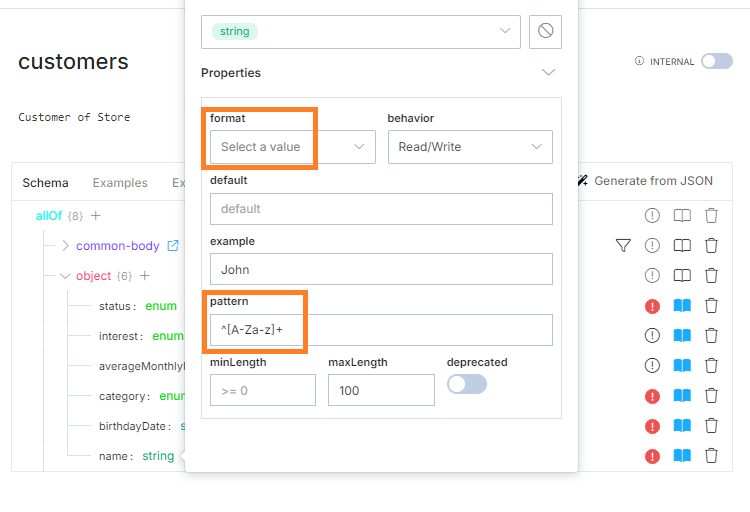 string
customers
Properties
INTERNAL
format
behavior
Select a value
Read/Write
Customer of Store
default
default
Schema
Examples
Ex
Generate from JSON
example
allOf {8} +
common-body
John
object {6} +
pattern
status: enum
^[A-Za-z]+
interest: enum
minLength
maxLength
deprecated
averageMonthly
>= 0
100
category: enu
birthdayDate: s
name: string